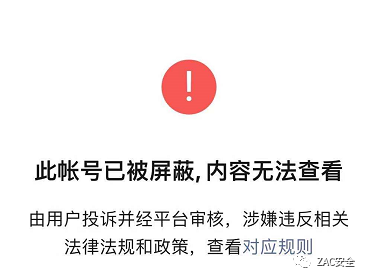 !
此帐号已被屏蔽,内容无法查看
由用户投诉并经平台审核，涉嫌违反相关
法律法规和政策，查看对应规则
ZAC安全